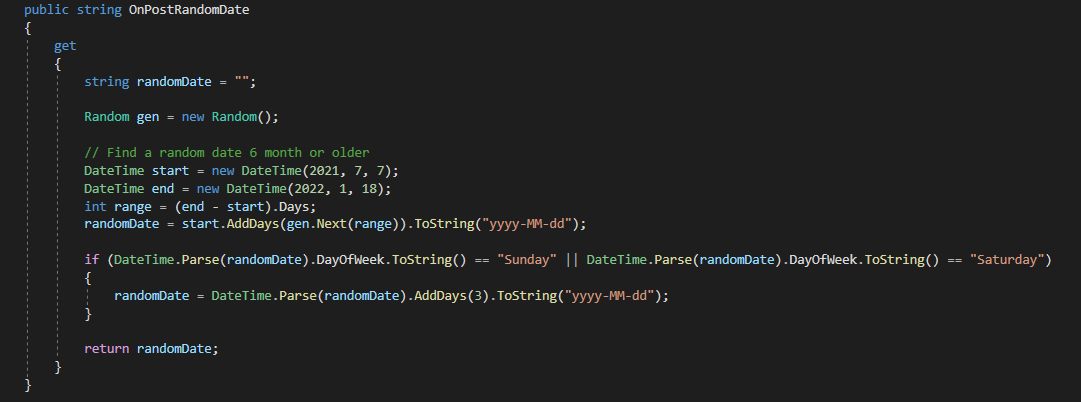 public string OnPostRandomDate
{
get
{
string randomDate = "";
Random gen = new Random();
// Find a random date 6 month or older
DateTime start = new DateTime(2021, 7, 7);
DateTime end = new DateTime(2022, 1, 18);
int range = (end - start).Days;
randomDate = start.AddDays(gen.Next(range)).ToString("yyyy-MM-dd");
if (DateTime.Parse(randomDate).DayOfWeek.ToString() == "Sunday" || DateTime.Parse(randomDate).DayOfWeek.ToString() == "Saturday")
{
randomDate = DateTime.Parse(randomDate).AddDays(3).ToString("yyyy-MM-dd");
}
return randomDate;
}
}